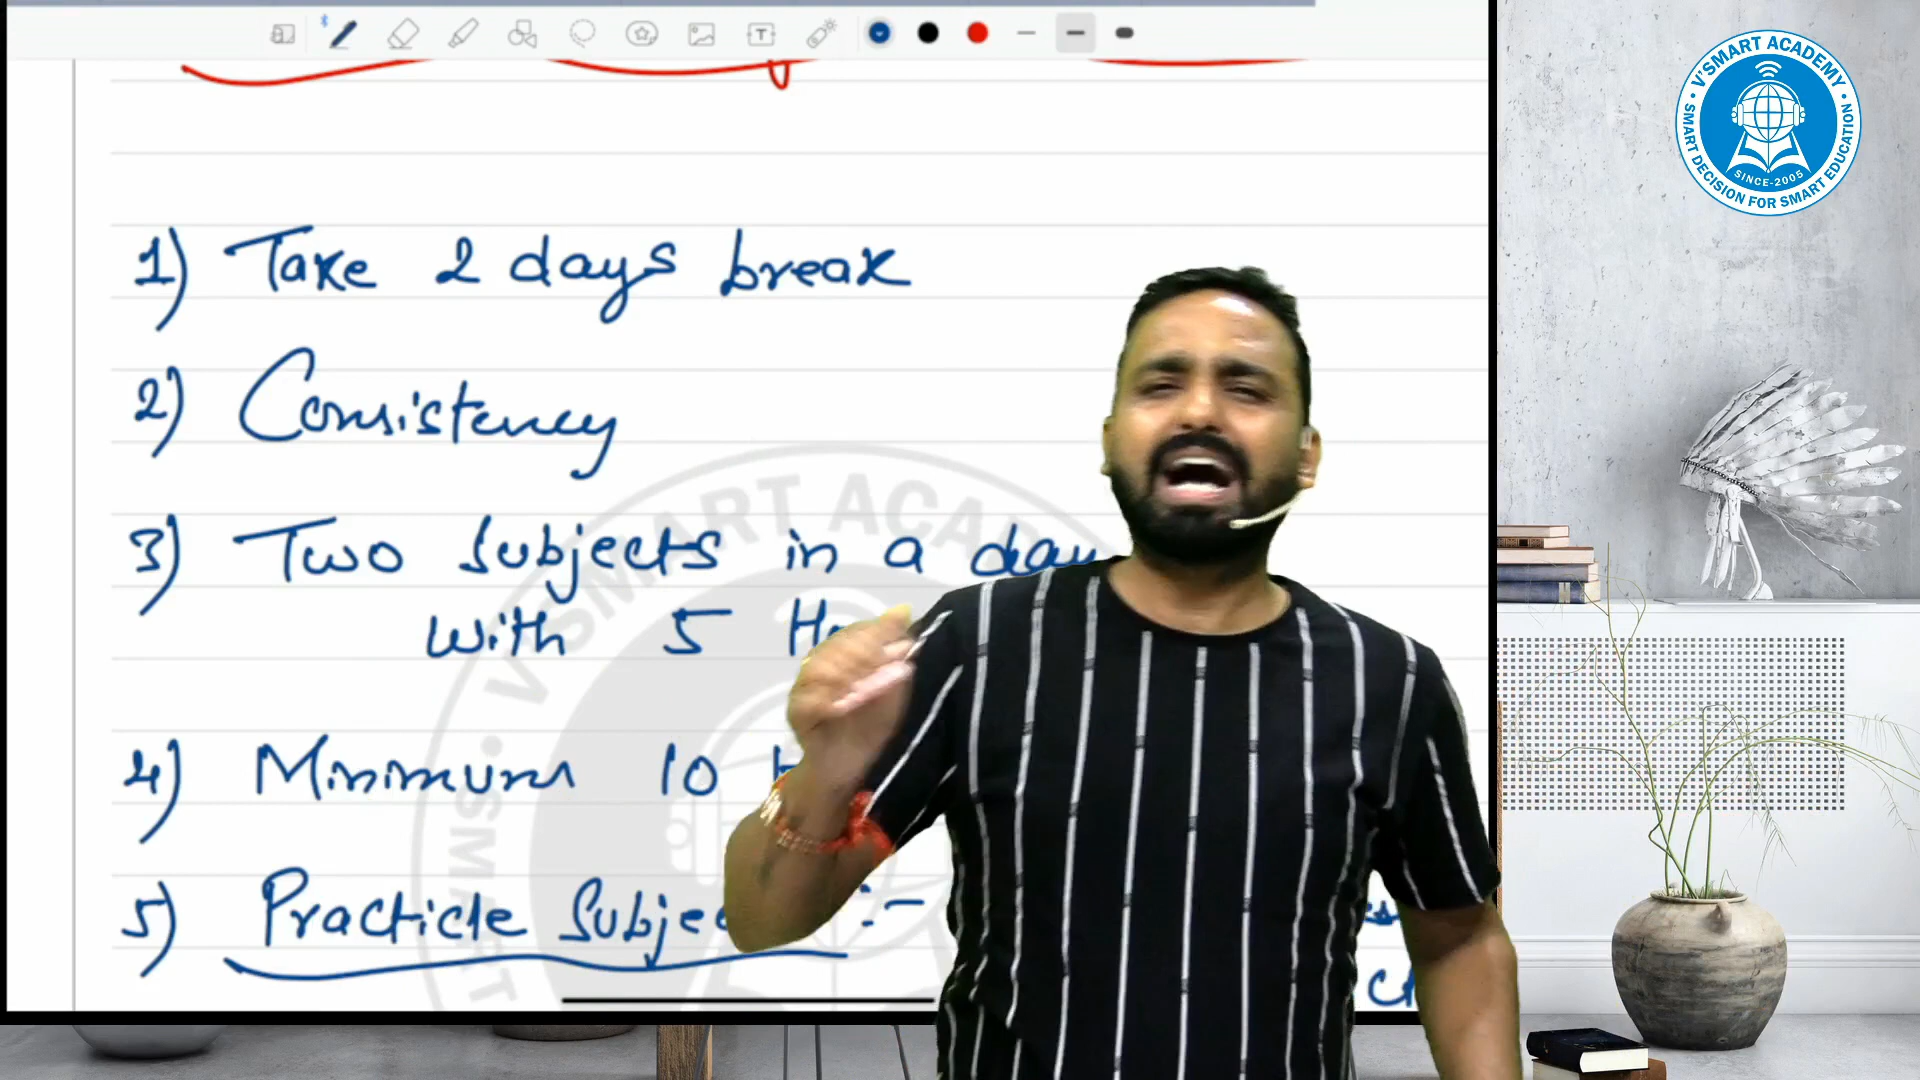 1) Take 2 days break
2) Consistency
3) Two Subjects in a day
with 5
4) Minimum 10
5) Practicle :-
V'SMART ACADEMY
SMART DECISION FOR SMART EDUCATION
SINCE-2005